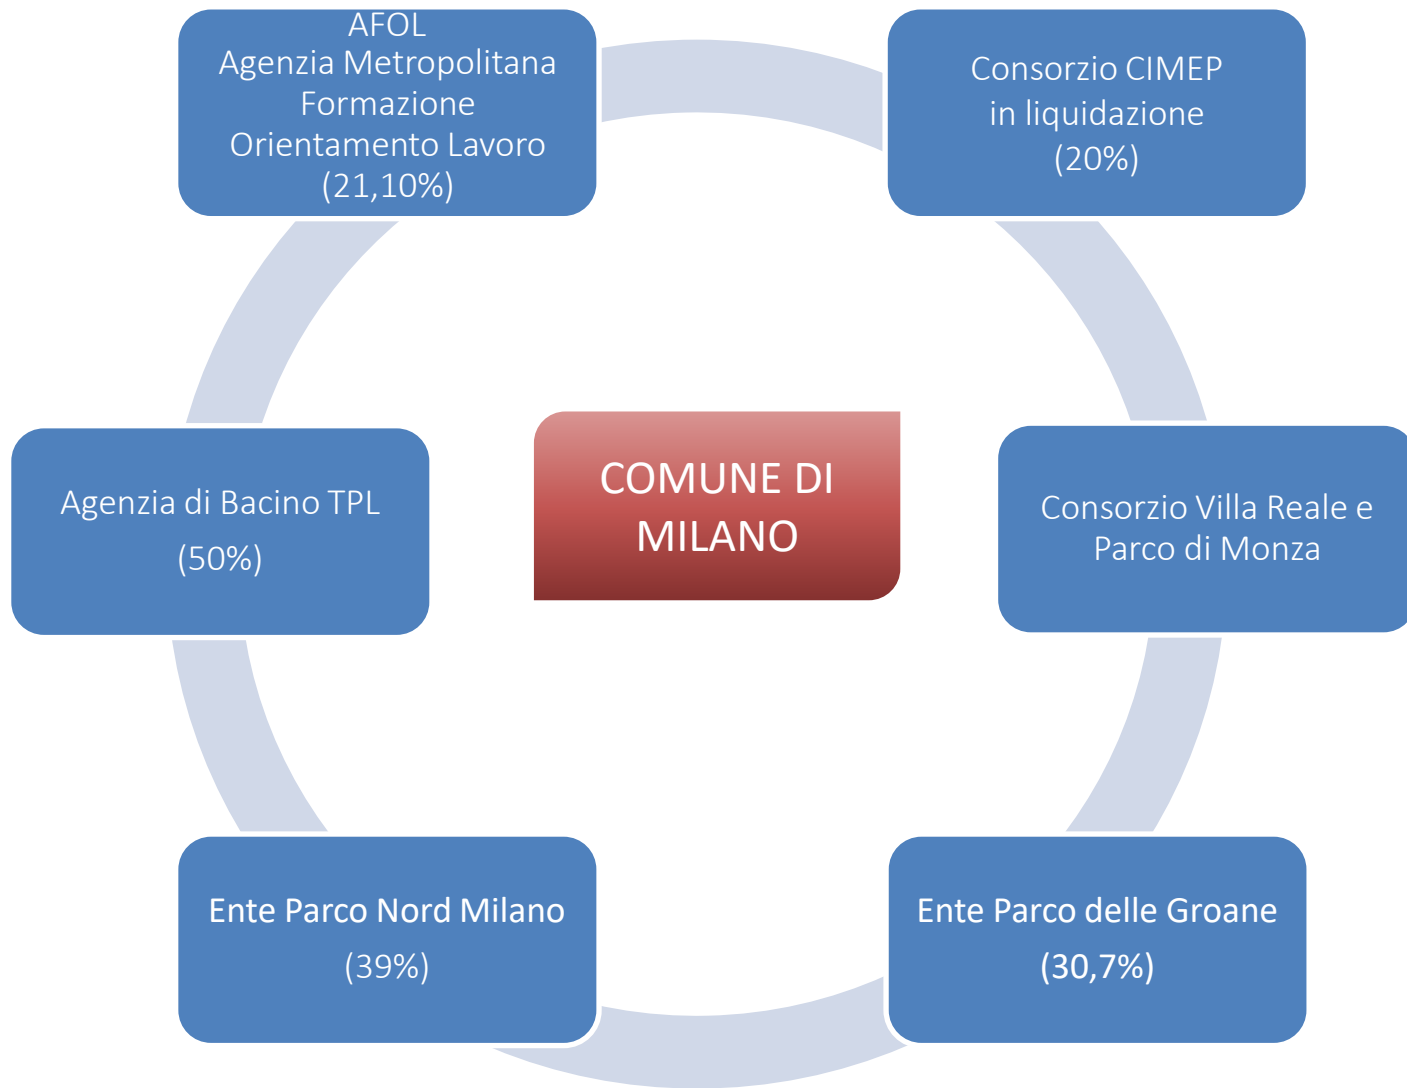 AFOL
Agenzia Metropolitana
Formazione
Orientamento Lavoro
(21,10%)
Consorzio CIMEP
in liquidazione
(20%)
Agenzia di Bacino TPL
(50%)
COMUNE DI
MILANO
Consorzio Villa Reale e
Parco di Monza
Ente Parco Nord Milano
(39%)
Ente Parco delle Groane
(30,7%)